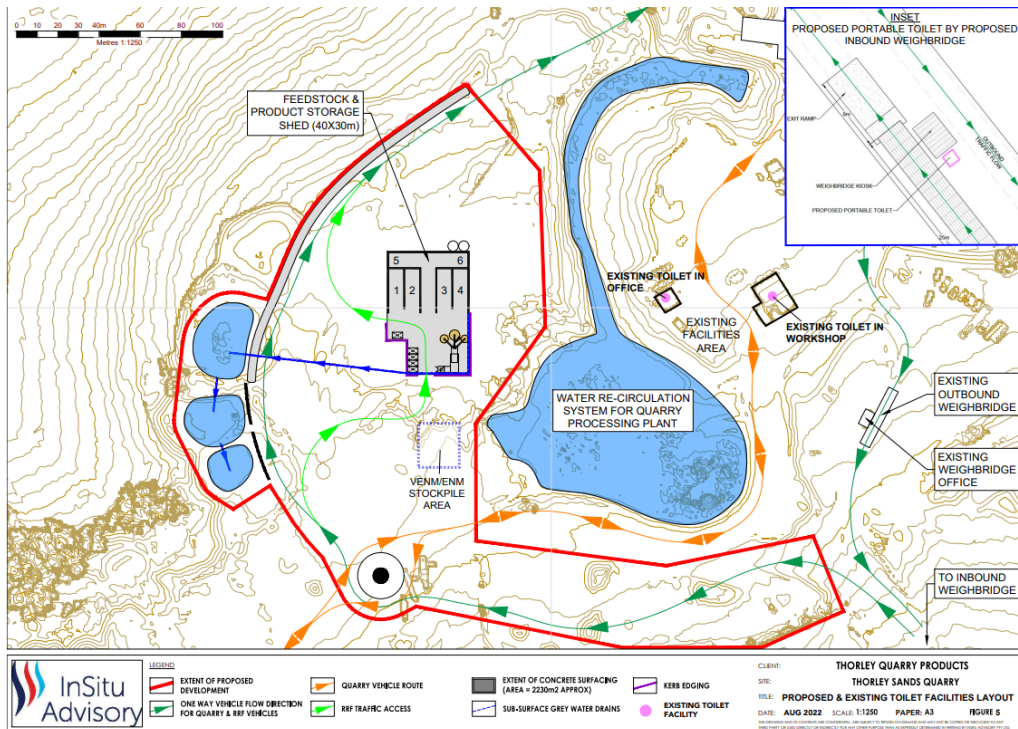 0 10 20 30 40m 60 80 100
Metres 1:1250
FEEDSTOCK &
PRODUCT STORAGE
SHED (40X30m)
INSET
PROPOSED PORTABLE TOILET BY PROPOSED
INBOUND WEIGHBRIDGE
EXIT RAMP
8m
OUTBOUND
TRAFFIC FLOW
WEIGHBRIDGE KIOSK
PROPOSED PORTABLE TOILET
26m
5 6
1 2 3 4
EXISTING TOILET IN
OFFICE
EXISTING
FACILITIES
AREA
EXISTING TOILET IN
WORKSHOP
WATER RE-CIRCULATION
SYSTEM FOR QUARRY
PROCESSING PLANT
EXISTING
OUTBOUND
WEIGHBRIDGE
EXISTING
WEIGHBRIDGE
OFFICE
VENM/ENM
STOCKPILE
AREA
TO INBOUND
WEIGHBRIDGE
InSitu
Advisory
LEGEND
EXTENT OF PROPOSED
DEVELOPMENT
ONE WAY VEHICLE FLOW DIRECTION
FOR QUARRY & RRF VEHICLES
QUARRY VEHICLE ROUTE
RRF TRAFFIC ACCESS
EXTENT OF CONCRETE SURFACING
(AREA = 2230m2 APPROX)
SUB-SURFACE GREY WATER DRAINS
KERB EDGING
EXISTING TOILET
FACILITY
CLIENT: THORLEY QUARRY PRODUCTS
SITE: THORLEY SANDS QUARRY
TITLE: PROPOSED & EXISTING TOILET FACILITIES LAYOUT
DATE: AUG 2022 SCALE: 1:1250 PAPER: A3 FIGURE 5